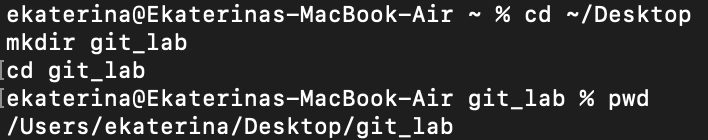 ekaterina@Ekaterinas-MacBook-Air ~ % cd ~/Desktop
mkdir git_lab
[cd git_lab
[ekaterina@Ekaterinas-MacBook-Air git_lab % pwd
/Users/ekaterina/Desktop/git_lab